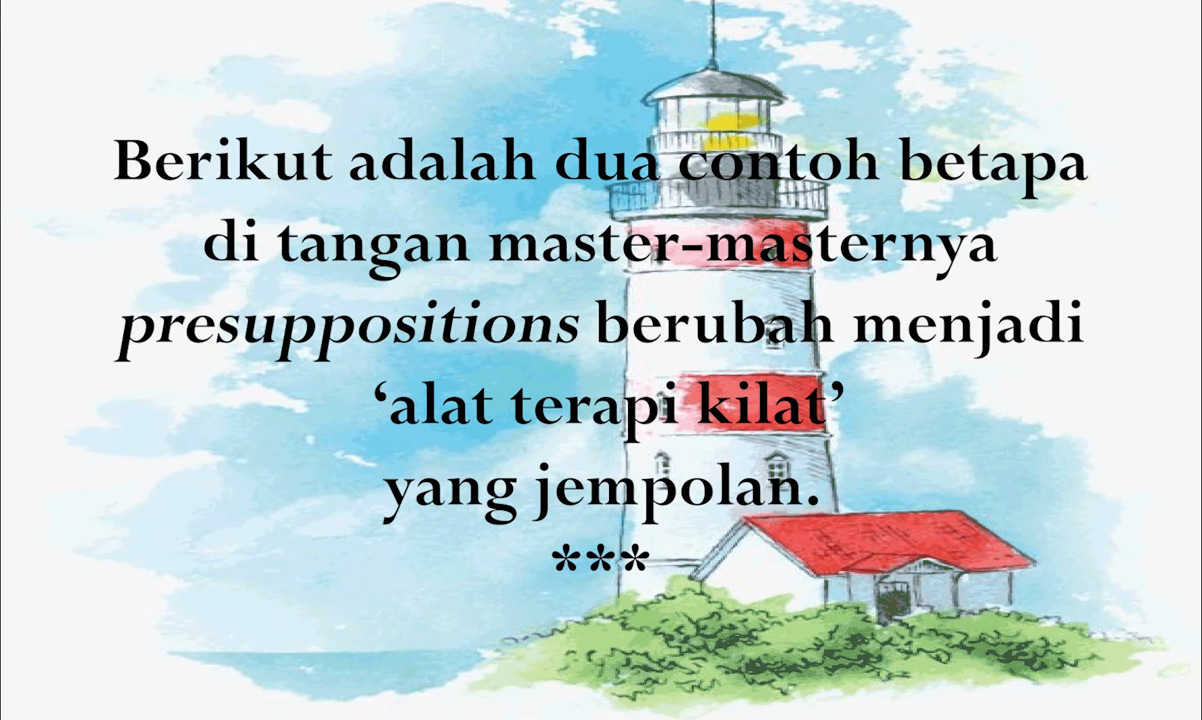 Berikut adalah dua contoh betapa
di tangan master-masternya
presuppositions berubah menjadi
‘alat terapi kilat’
yang jempolan.
***